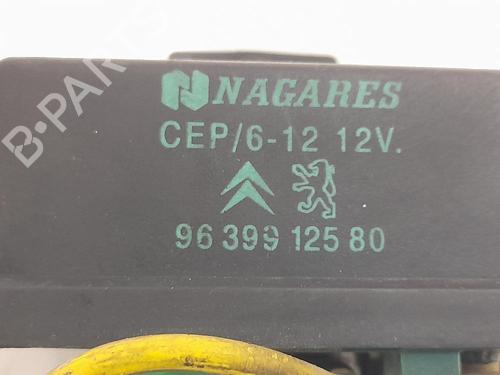 NAGARES
CEP/6-12 12V.
96 399 125 80
B-PARTS